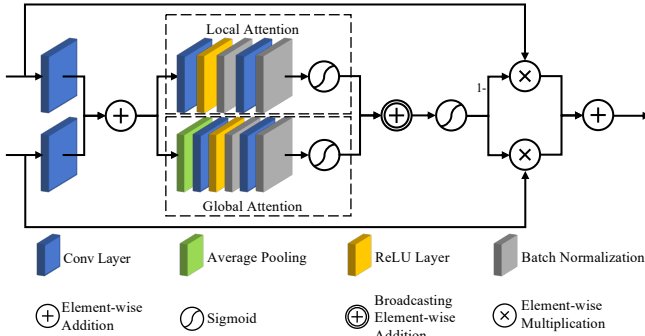 Local Attention
1-
Global Attention
Conv Layer
Average Pooling
ReLU Layer
Batch Normalization
Element-wise
Addition
Sigmoid
Broadcasting
Element-wise
Addition
Element-wise
Multiplication